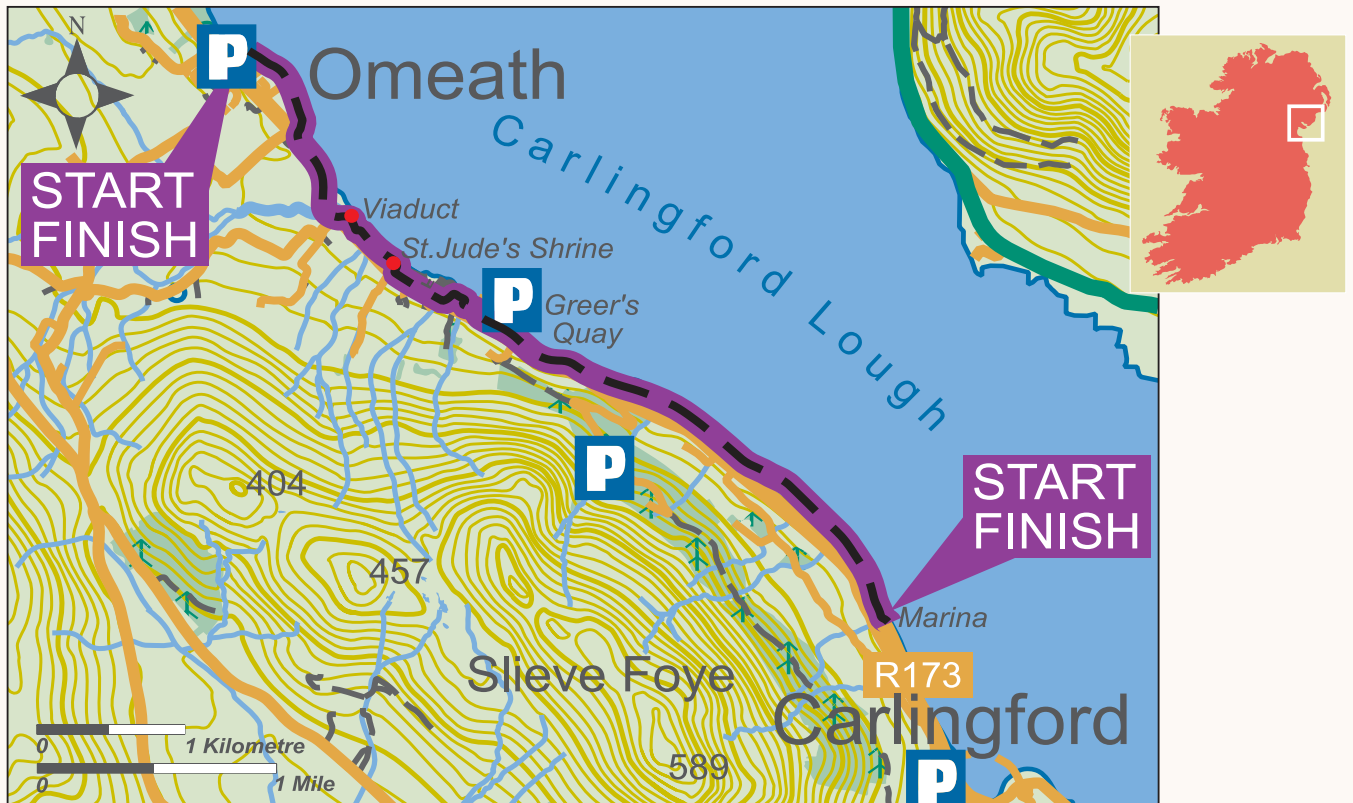 N
P
Omeath
Carlingford Lough
START
FINISH
Viaduct
St.Jude's Shrine
P
Greer's
Quay
P
404
START
FINISH
457
Marina
Slieve Foye
R173
Carlingford
0
1 Kilometre
589
P
0
1 Mile